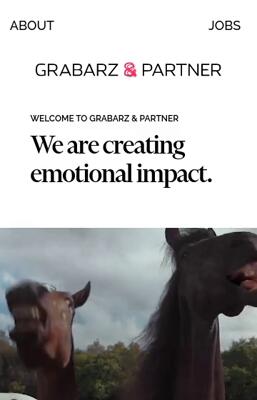 ABOUT JOBS
GRABARZ & PARTNER
WELCOME TO GRABARZ & PARTNER
We are creating
emotional impact.